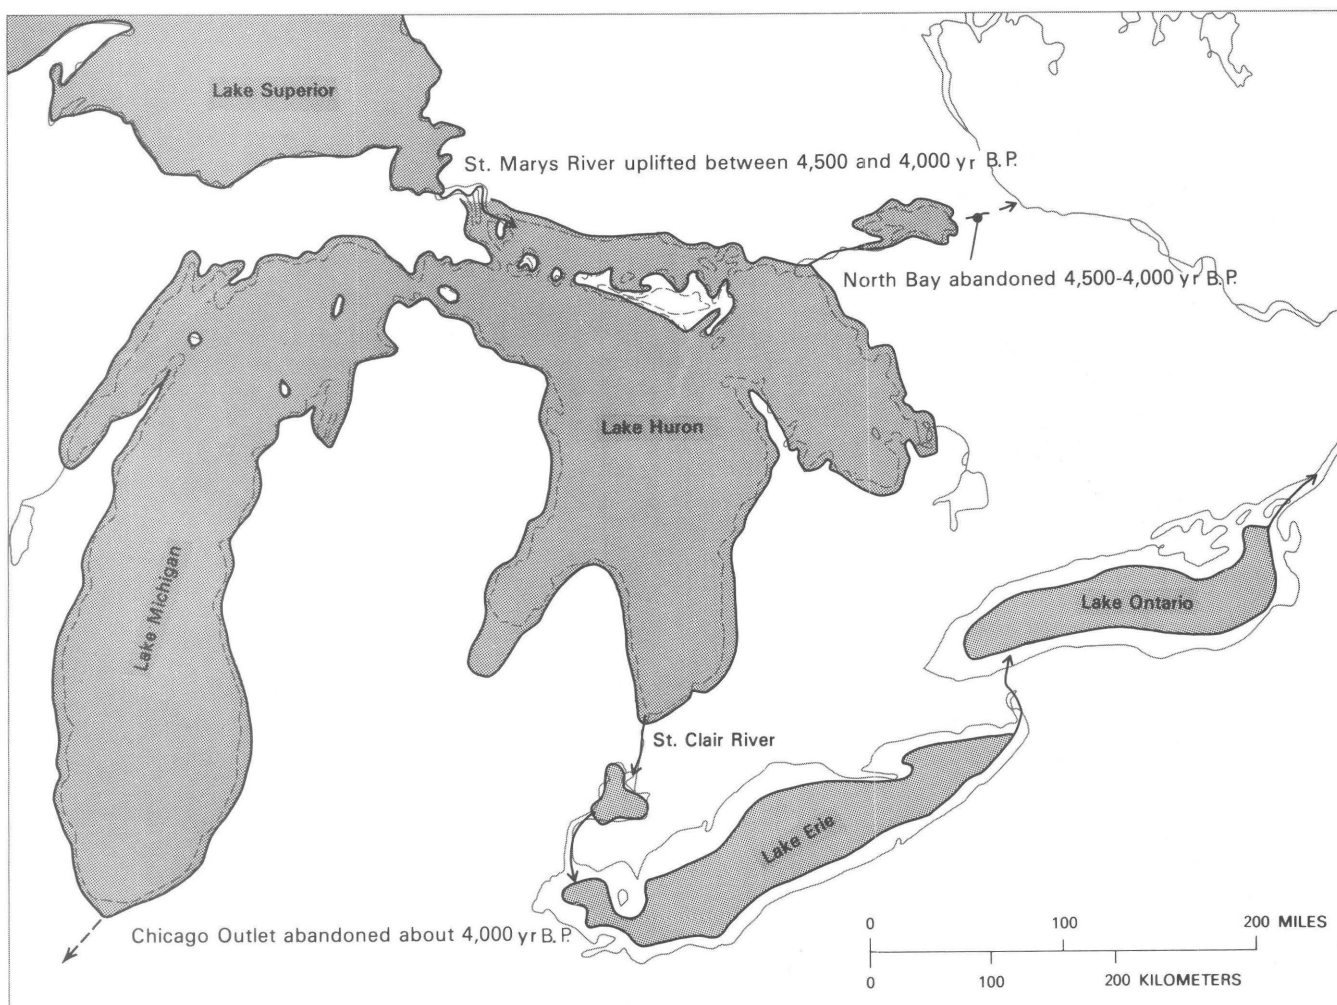 Lake Superior
St. Marys River uplifted between 4,500 and 4,000 yr B.P.
North Bay abandoned 4,500-4,000 yr B.P.
Lake Huron
Lake Michigan
Lake Ontario
St. Clair River
Lake Erie
Chicago Outlet abandoned about 4,000 yr B.P.
0 100 200 MILES
0 100 200 KILOMETERS